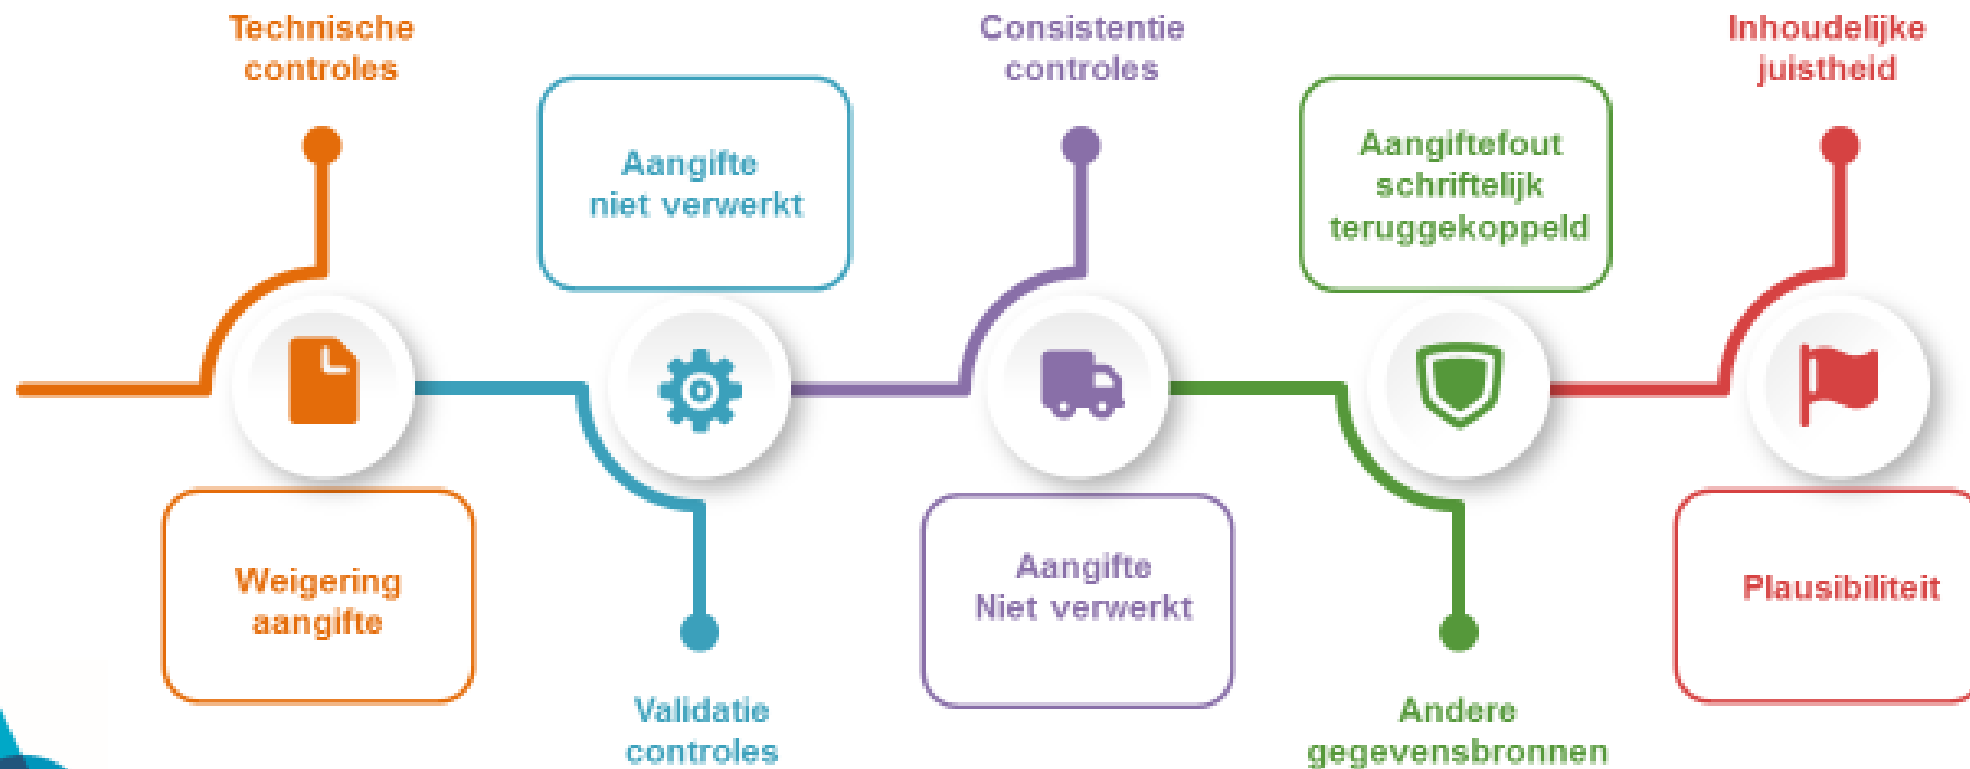 Technische
controles
Weigering
aangifte
Aangifte
niet verwerkt
Validatie
controles
Consistentie
controles
Aangifte
Niet verwerkt
Aangiftefout
schriftelijk
teruggekoppeld
Andere
gegevensbronnen
Inhoudelijke
juistheid
Plausibiliteit